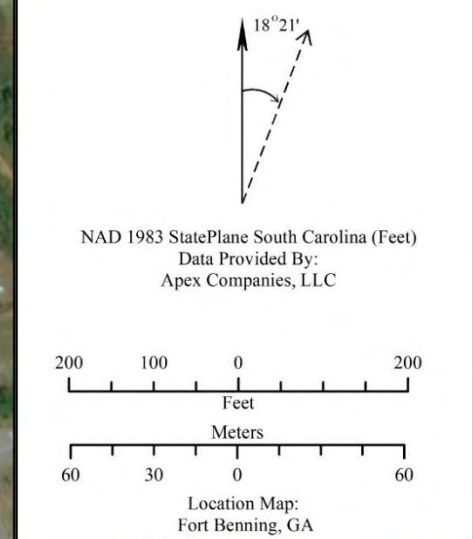 18°21'
NAD 1983 StatePlane South Carolina (Feet)
Data Provided By:
Apex Companies, LLC
200 100 0 200
Feet
Meters
60 30 0 60
Location Map:
Fort Benning, GA